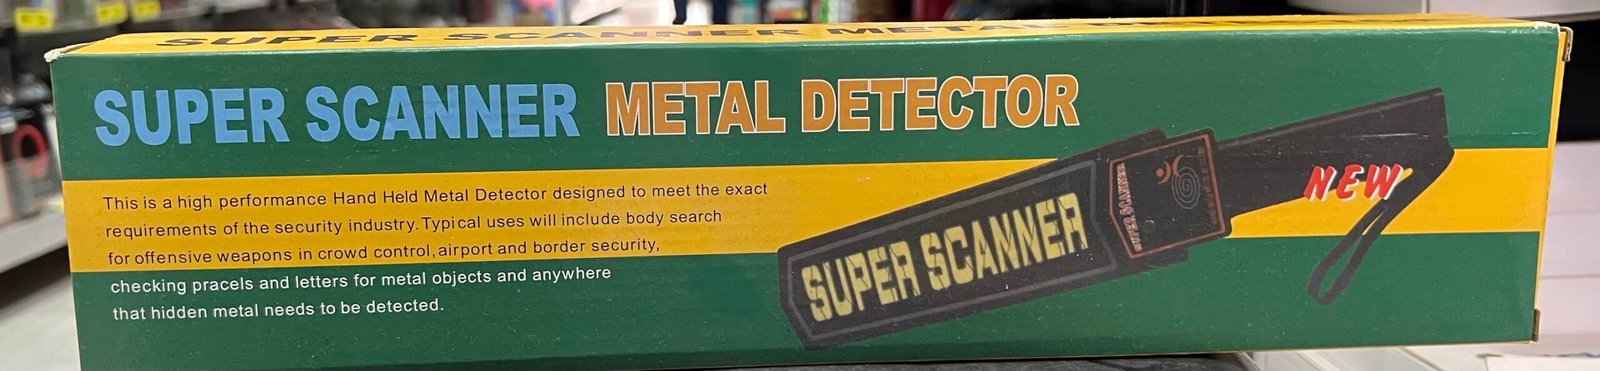 SUPER SCANNER METAL
SUPER SCANNER METAL DETECTOR
This is a high performance Hand Held Metal Detector designed to meet the exact
requirements of the security industry. Typical uses will include body search
for offensive weapons in crowd control, airport and border security,
checking pracels and letters for metal objects and anywhere
that hidden metal needs to be detected.
SUPER SCANNER
SUPER SCANNER
NEW